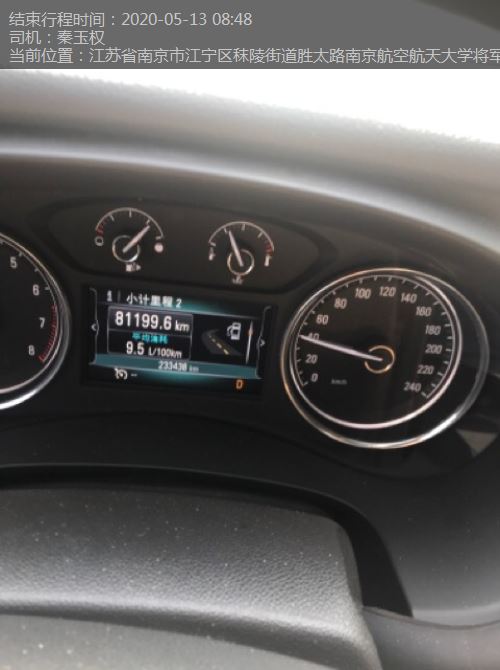 结束行程时间：2020-05-13 08:48
司机：秦玉权
当前位置：江苏省南京市江宁区秣陵街道胜太路南京航空航天大学将军
小计里程 2
81199.6 km
平均油耗
9.5 L/100km
233430 km
D
5
6
7
8
0
20
40
60
80
100
120
140
160
180
200
220
240
km/h